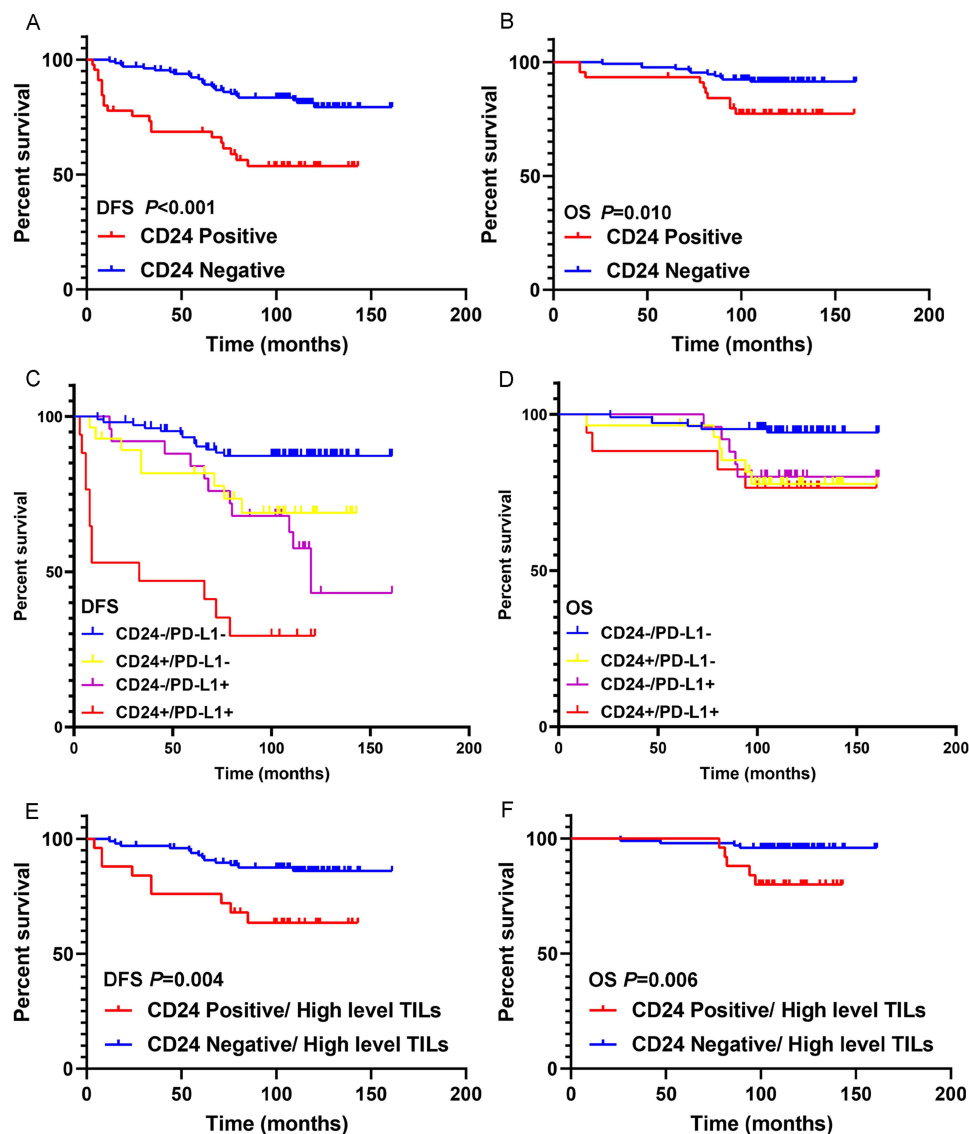 A
Percent survival
100
50
0
DFS P<0.001
CD24 Positive
CD24 Negative
0 50 100 150 200
Time (months)
B
Percent survival
100
50
0
OS P=0.010
CD24 Positive
CD24 Negative
0 50 100 150 200
Time (months)
C
Percent survival
100
50
0
DFS
CD24-/PD-L1-
CD24+/PD-L1-
CD24-/PD-L1+
CD24+/PD-L1+
0 50 100 150 200
Time (months)
D
Percent survival
100
50
0
OS
CD24-/PD-L1-
CD24+/PD-L1-
CD24-/PD-L1+
CD24+/PD-L1+
0 50 100 150 200
Time (months)
E
Percent survival
100
50
0
DFS P=0.004
CD24 Positive/ High level TILs
CD24 Negative/ High level TILs
0 50 100 150 200
Time (months)
F
Percent survival
100
50
0
OS P=0.006
CD24 Positive/ High level TILs
CD24 Negative/ High level TILs
0 50 100 150 200
Time (months)